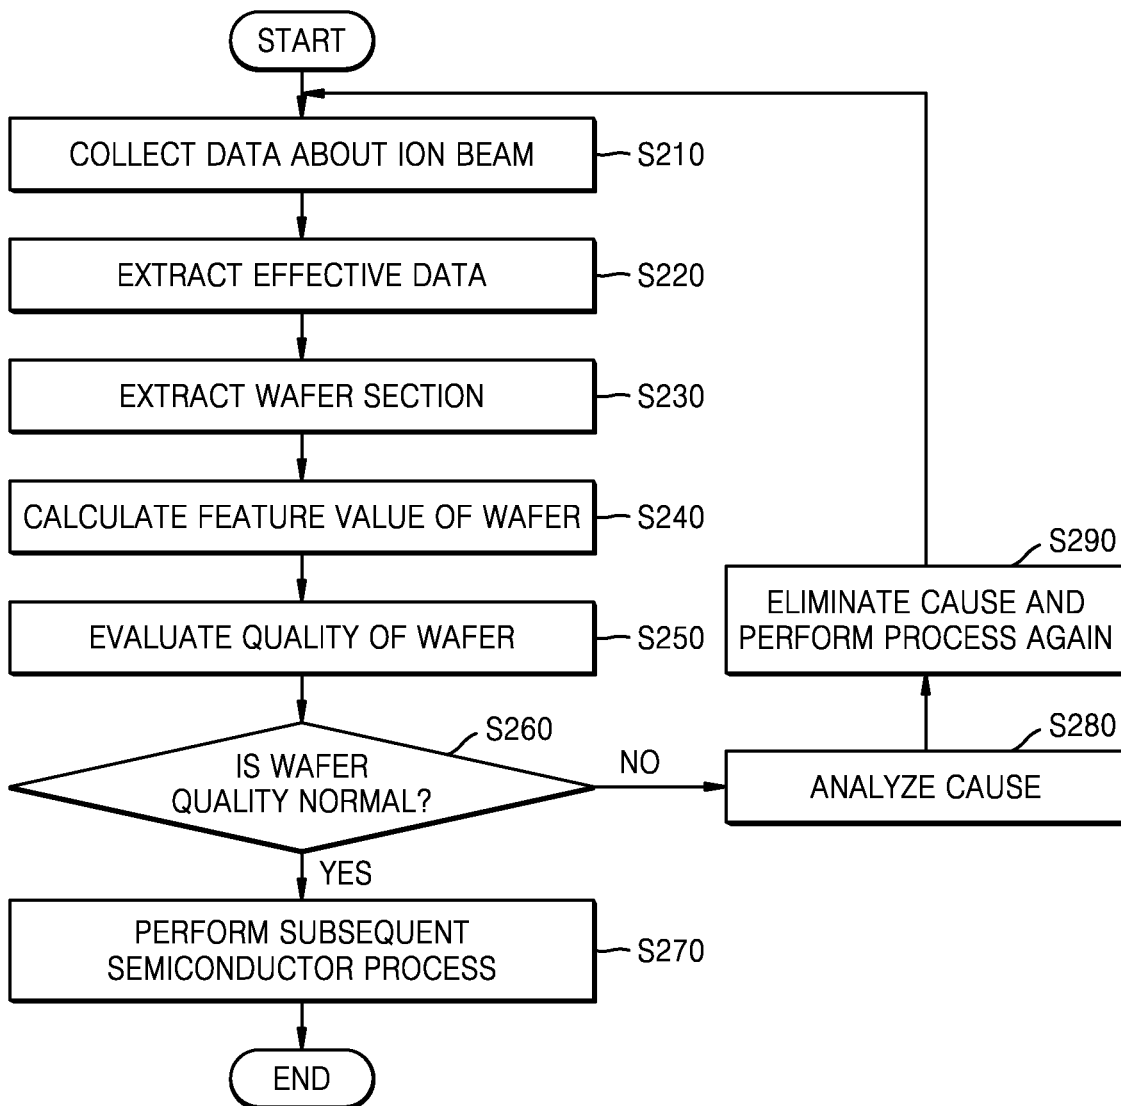 START
COLLECT DATA ABOUT ION BEAM
S210
EXTRACT EFFECTIVE DATA
S220
EXTRACT WAFER SECTION
S230
CALCULATE FEATURE VALUE OF WAFER
S240
S290
ELIMINATE CAUSE AND
PERFORM PROCESS AGAIN
EVALUATE QUALITY OF WAFER
S250
S260
IS WAFER
QUALITY NORMAL?
NO
S280
ANALYZE CAUSE
YES
PERFORM SUBSEQUENT
SEMICONDUCTOR PROCESS
S270
END